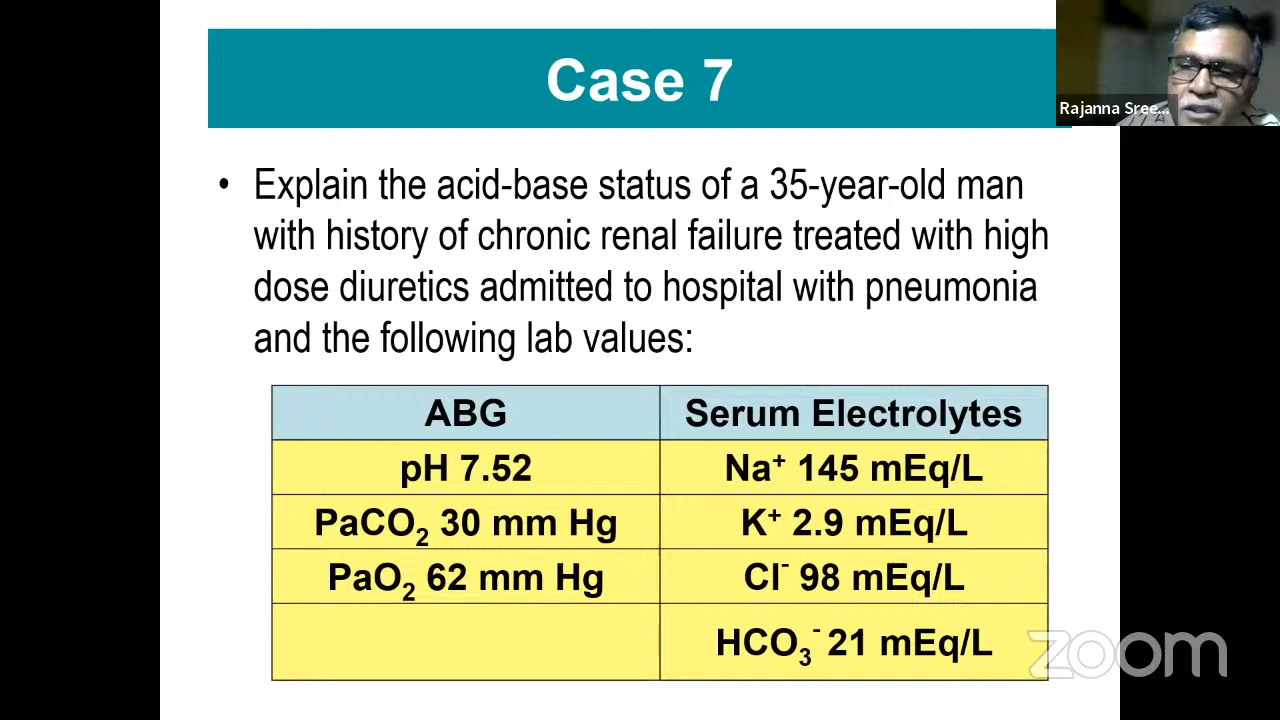 Case 7
Rajanna Sree...
• Explain the acid-base status of a 35-year-old man
with history of chronic renal failure treated with high
dose diuretics admitted to hospital with pneumonia
and the following lab values:
ABG Serum Electrolytes
pH 7.52 Na⁺ 145 mEq/L
PaCO₂ 30 mm Hg K⁺ 2.9 mEq/L
PaO₂ 62 mm Hg Cl⁻ 98 mEq/L
HCO₃⁻ 21 mEq/L
zoom